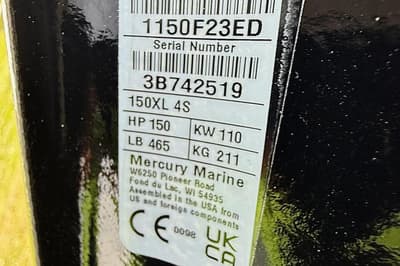 1150F23ED
Serial Number
3B742519
150XL 4S
HP 150 KW 110
LB 465 KG 211
Mercury Marine
W6250 Pioneer Road
Fond du Lac, WI 54935
Assembled in the USA from
US and foreign components
CE 0098 UK
CA